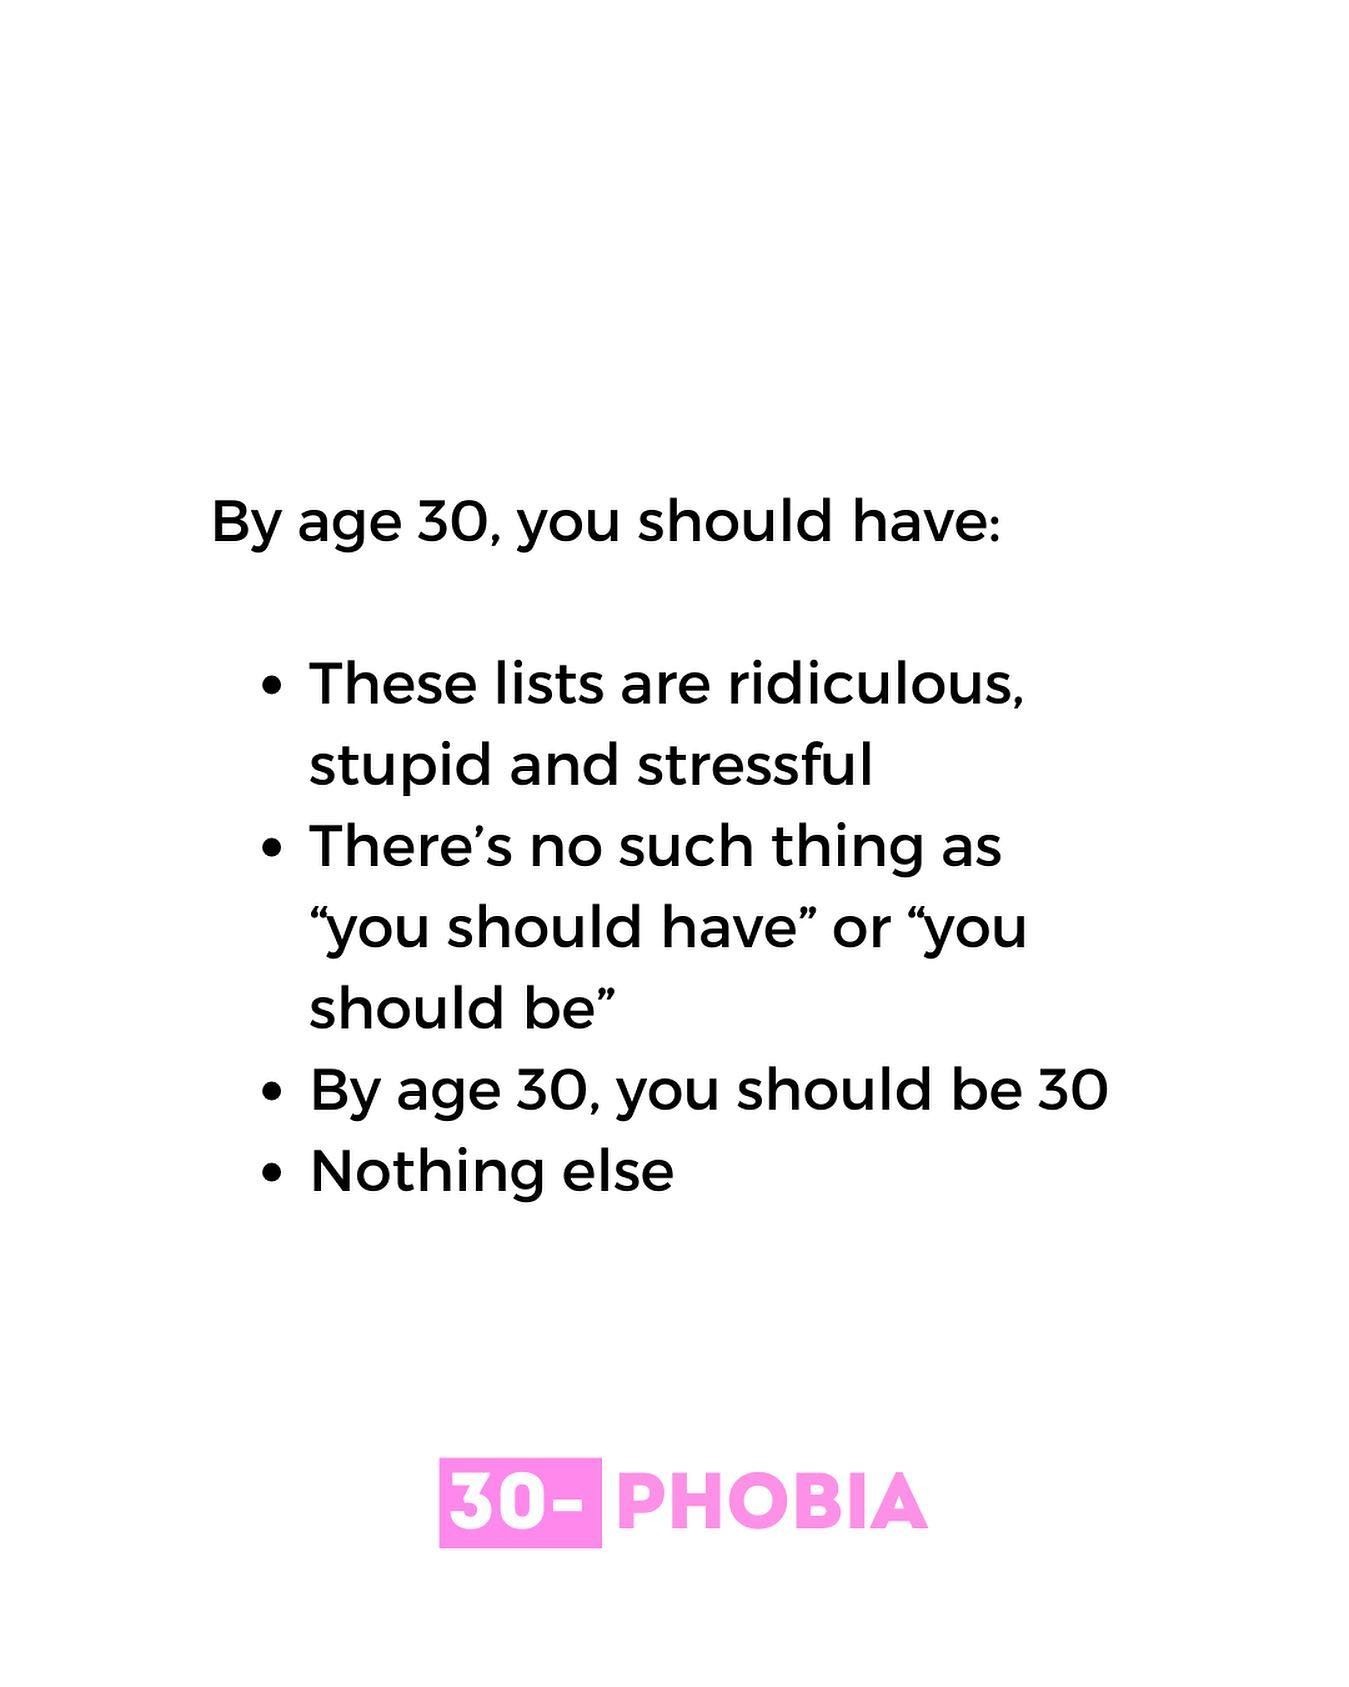 By age 30, you should have:
• These lists are ridiculous,
stupid and stressful
• There’s no such thing as
“you should have” or “you
should be”
• By age 30, you should be 30
• Nothing else
30- PHOBIA